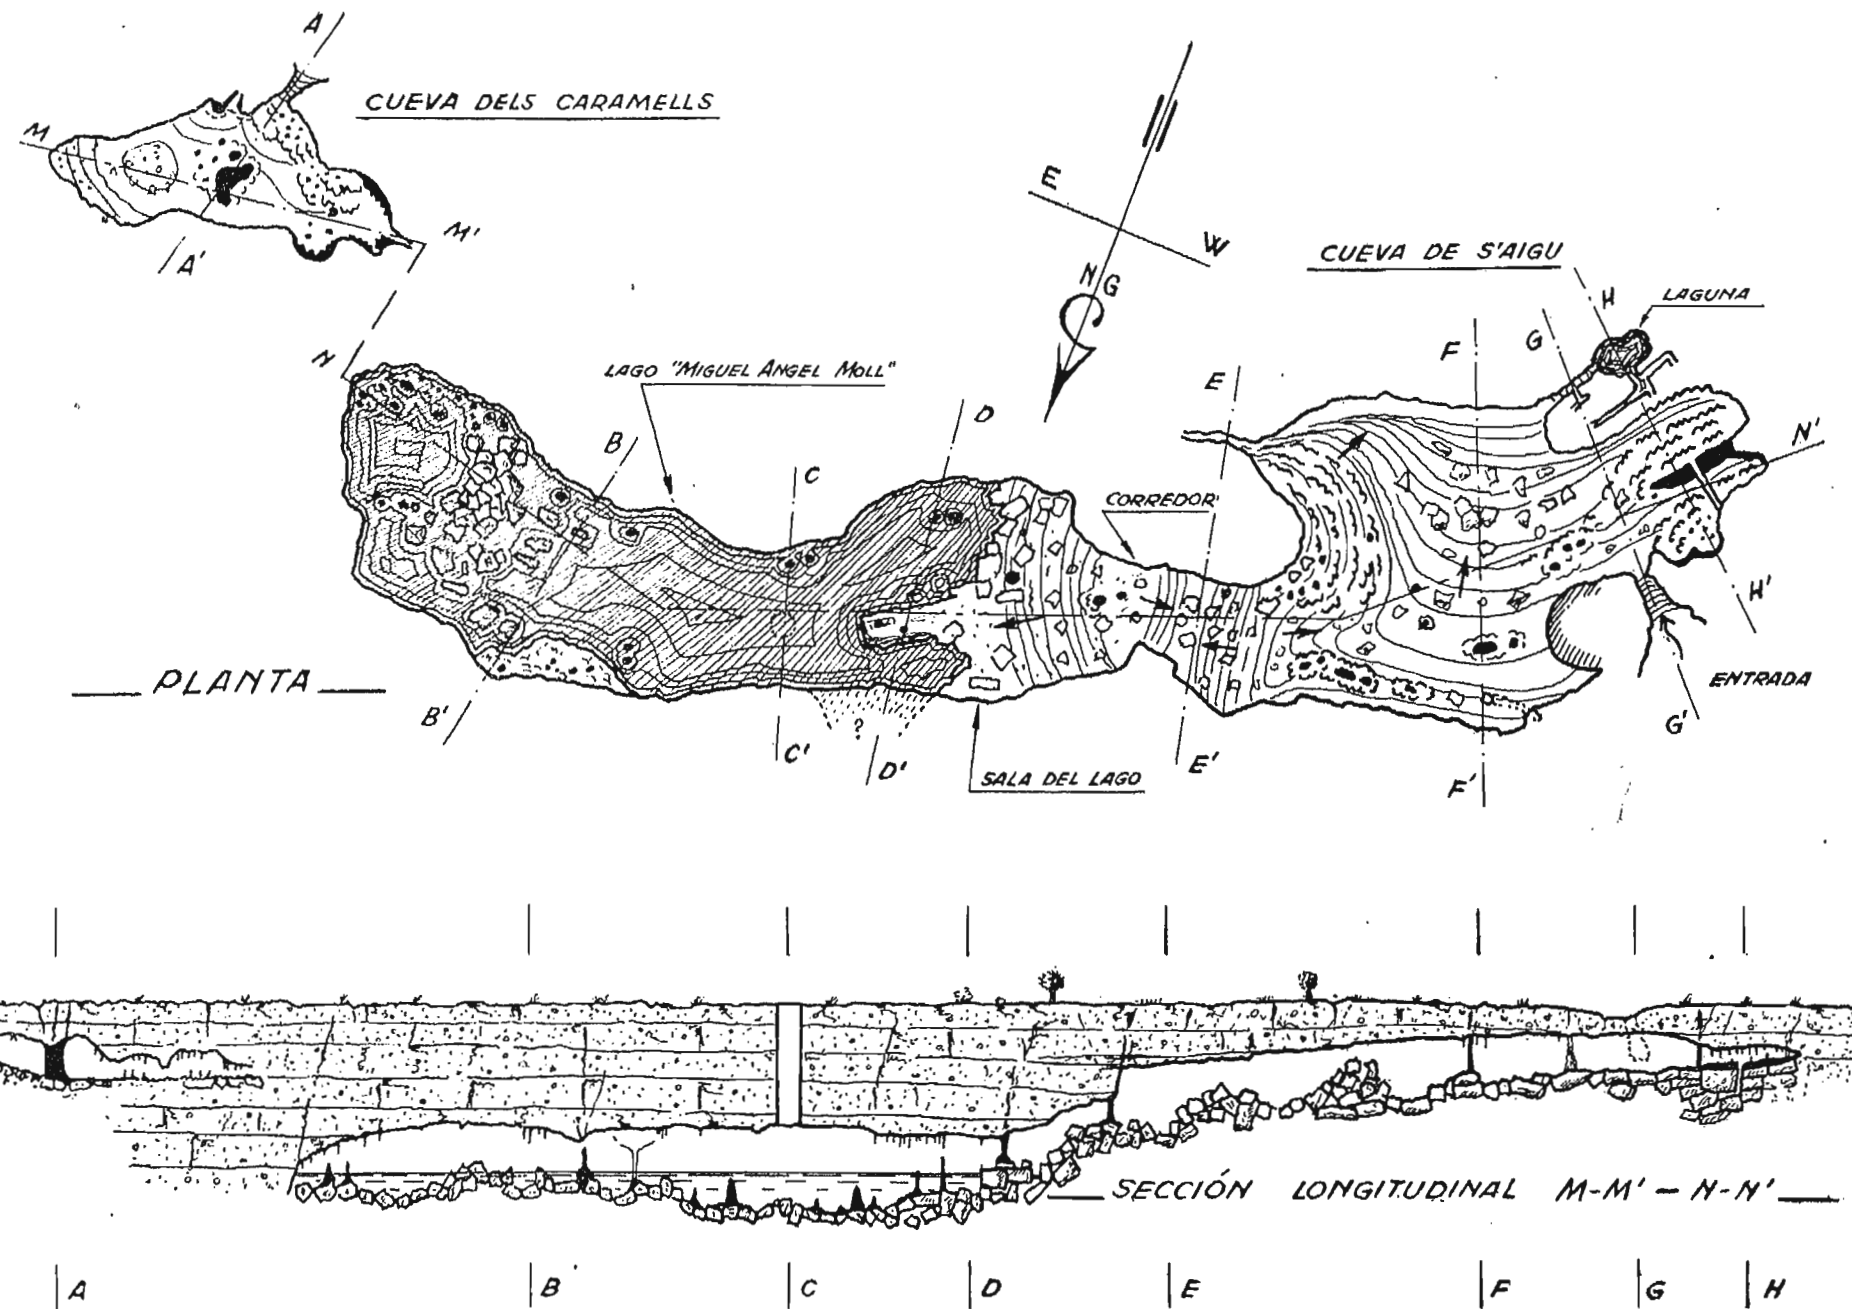 A
CUEVA DELS CARAMELLS
M
M'
A'
E
W
N G
CUEVA DE S'AIGU
H
LAGUNA
G
F
E
N
LAGO "MIGUEL ANGEL MOLL"
D
B
C
CORREDOR
N'
H'
PLANTA
ENTRADA
B'
?
C'
D'
SALA DEL LAGO
E'
F'
G'
SECCIÓN LONGITUDINAL M-M' - N-N'
A B C D E F G H